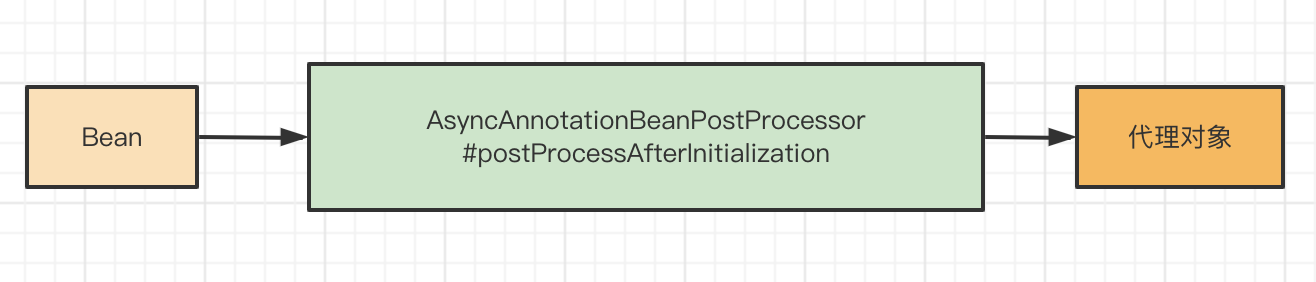 Bean
AsyncAnnotationBeanPostProcessor
#postProcessAfterInitialization
代理对象